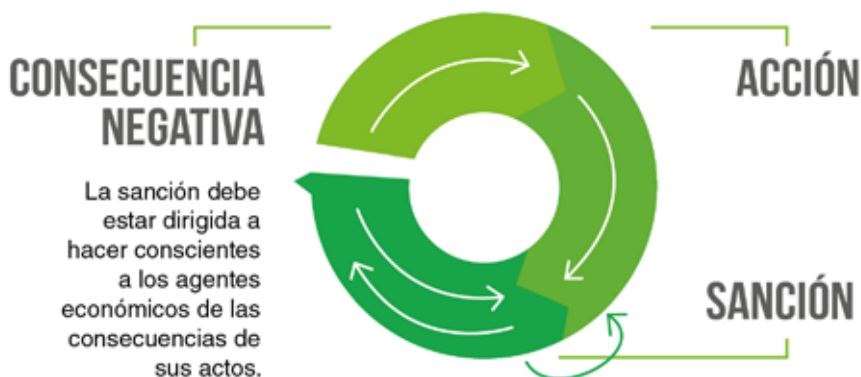 CONSECUENCIA
NEGATIVA
La sanción debe
estar dirigida a
hacer conscientes
a los agentes
económicos de las
consecuencias de
sus actos.
ACCIÓN
SANCIÓN